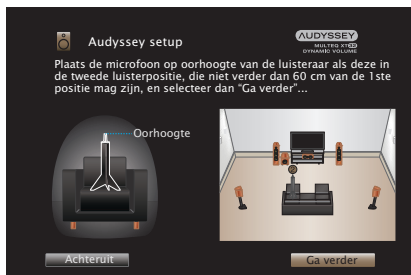 Audyssey setup
AUDYSSEY
MULTEQ XT32
DYNAMIC VOLUME
Plaats de microfoon op oorhoogte van de luisteraar als deze in
de tweede luisterpositie, die niet verder dan 60 cm van de 1ste
positie mag zijn, en selecteer dan “Ga verder”...
Oorhoogte
Achteruit
Ga verder